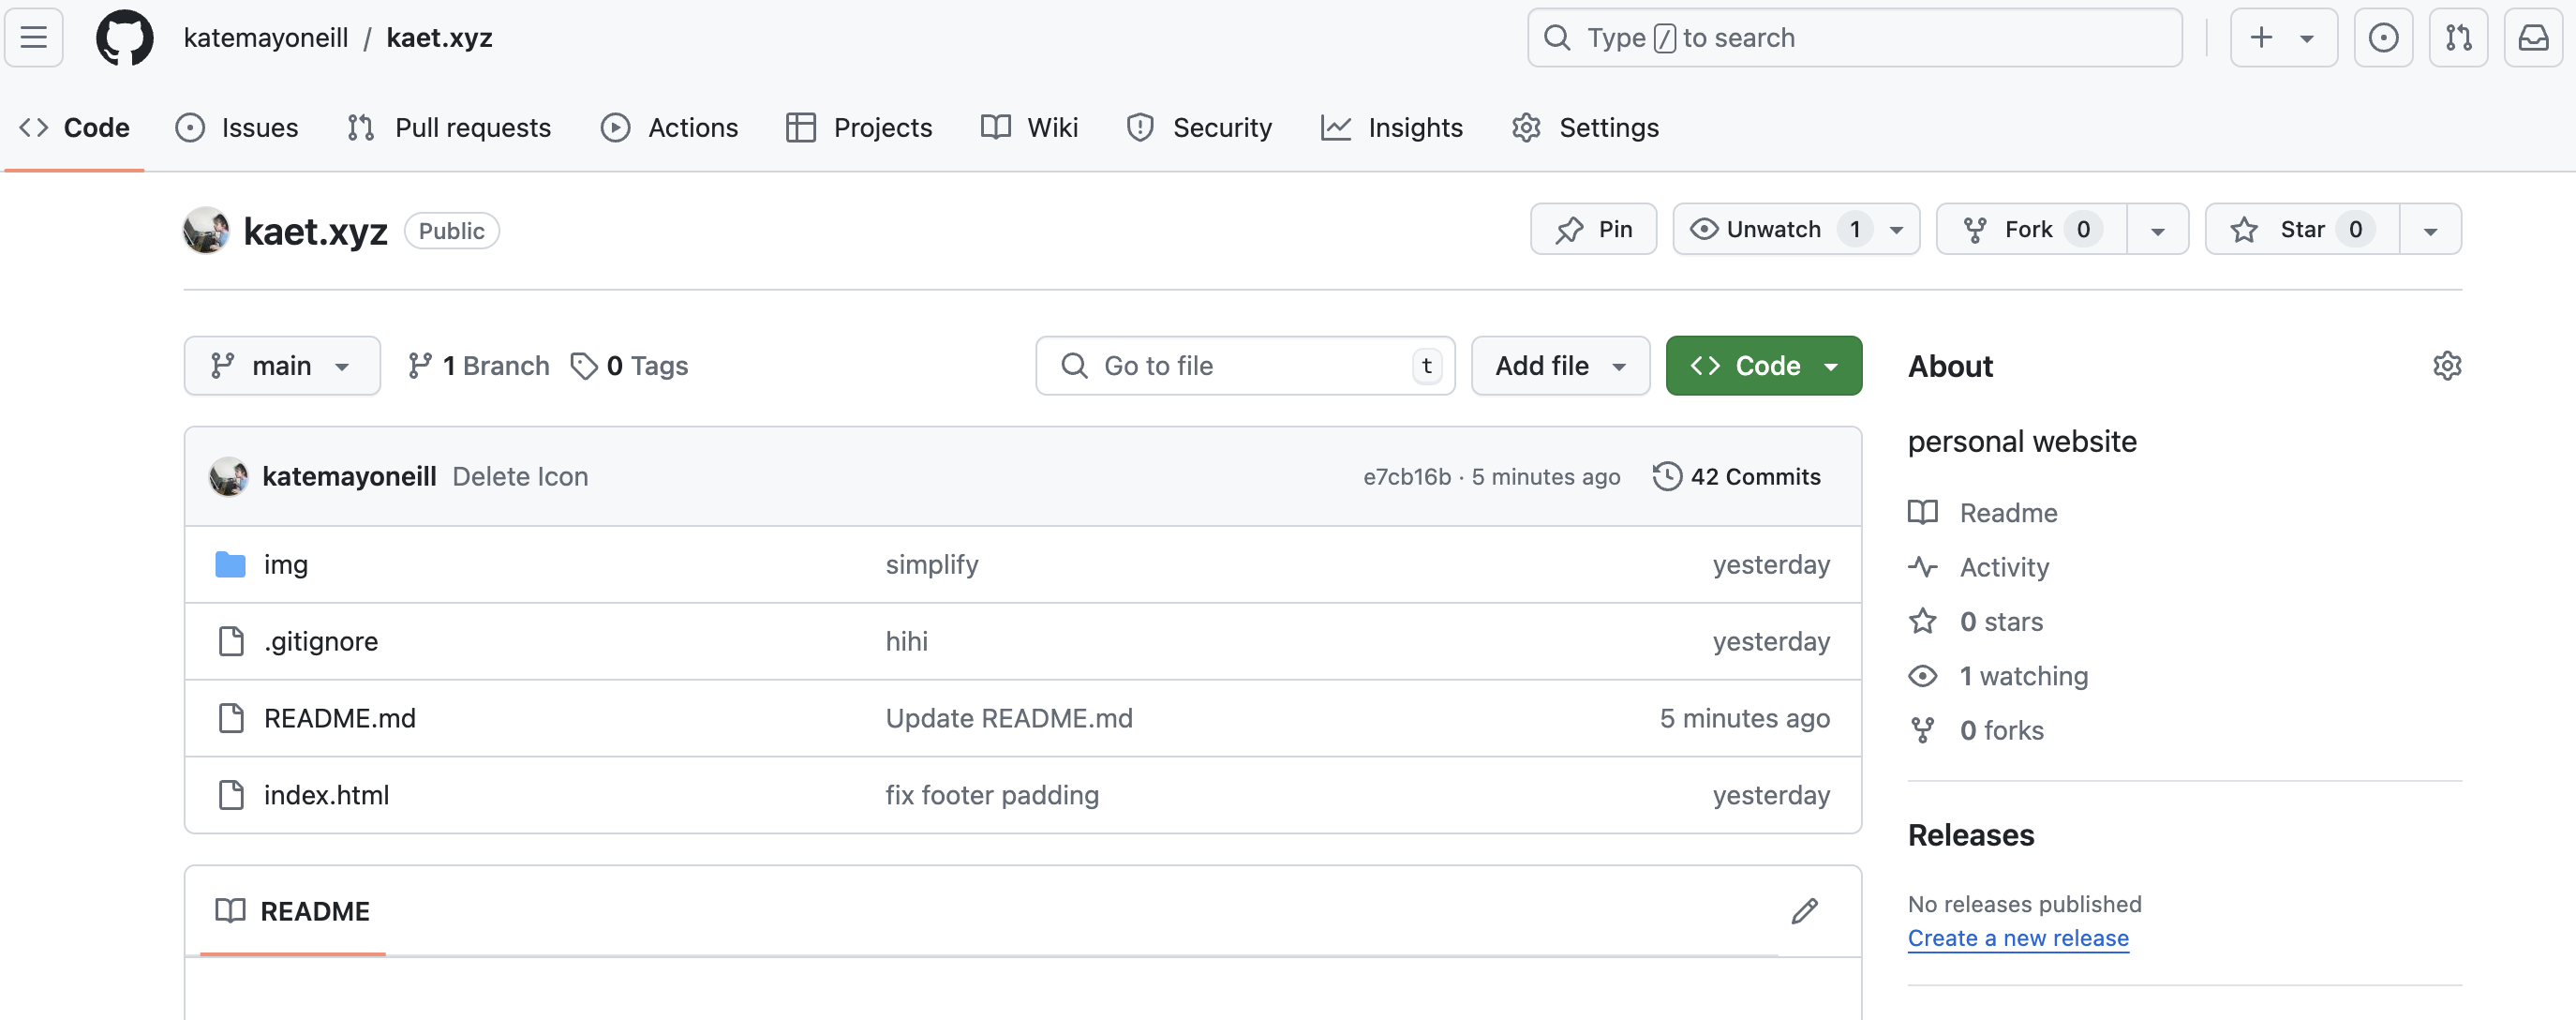 katemayoneill / kaet.xyz
Type / to search
Code Issues Pull requests Actions Projects Wiki Security Insights Settings
kaet.xyz Public
Pin Unwatch 1 Fork 0 Star 0
main 1 Branch 0 Tags
Go to file t Add file Code
katemayoneill Delete Icon e7cb16b · 5 minutes ago 42 Commits
img simplify yesterday
.gitignore hihi yesterday
README.md Update README.md 5 minutes ago
index.html fix footer padding yesterday
README
About
personal website
Readme
Activity
0 stars
1 watching
0 forks
Releases
No releases published
Create a new release